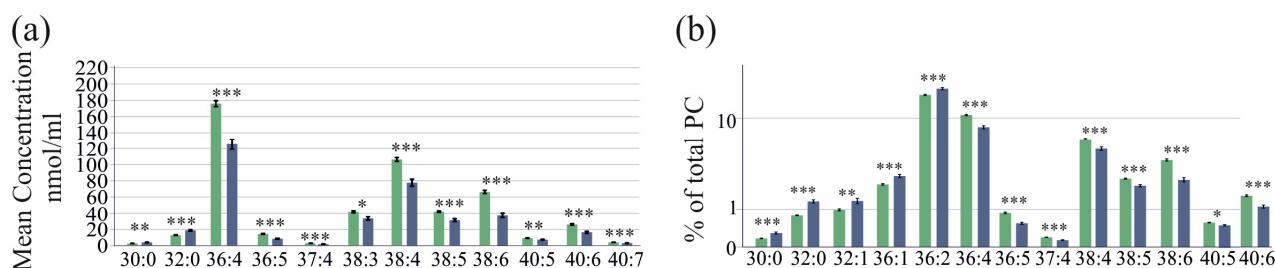 (a)
Mean Concentration
nmol/ml
220
200
180
160
140
120
100
80
60
40
20
0
** *** *** *** *** * *** *** *** ** *** ***
30:0 32:0 36:4 36:5 37:4 38:3 38:4 38:5 38:6 40:5 40:6 40:7
(b)
% of total PC
10
1
0
*** *** ** *** *** *** *** *** *** *** *** * ***
30:0 32:0 32:1 36:1 36:2 36:4 36:5 37:4 38:4 38:5 38:6 40:5 40:6